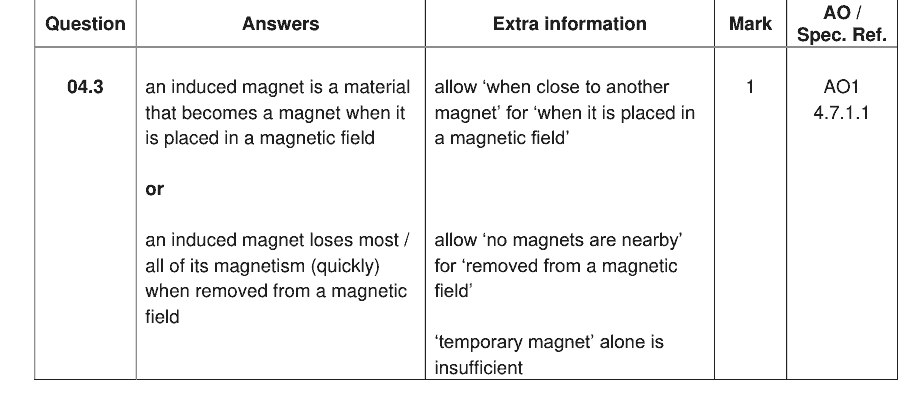 Question Answers Extra information Mark AO /
Spec. Ref.
04.3 an induced magnet is a material allow ‘when close to another 1 AO1
that becomes a magnet when it magnet’ for ‘when it is placed in 4.7.1.1
is placed in a magnetic field a magnetic field’
or
an induced magnet loses most / allow ‘no magnets are nearby’
all of its magnetism (quickly) for ‘removed from a magnetic
when removed from a magnetic field’
field
‘temporary magnet’ alone is
insufficient